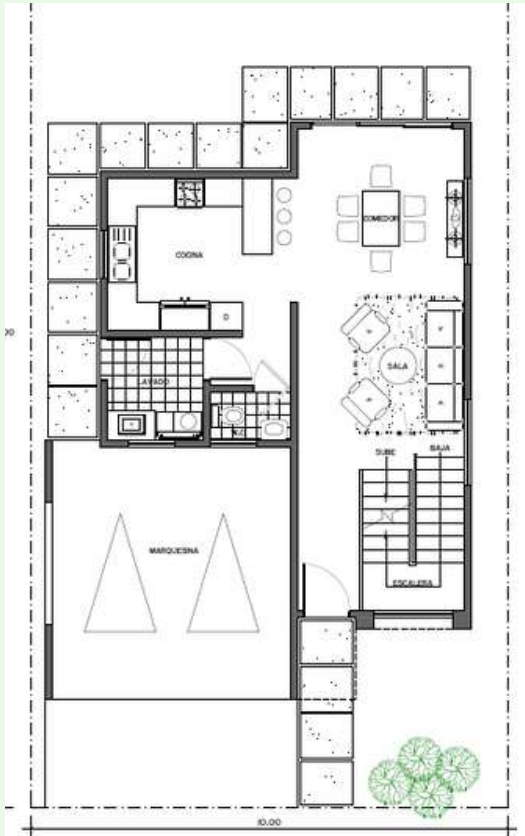 COMEDOR
COCINA
D
SALA
LAVADO
SUBE
BAJA
MARQUESINA
ESCALERA
10.00